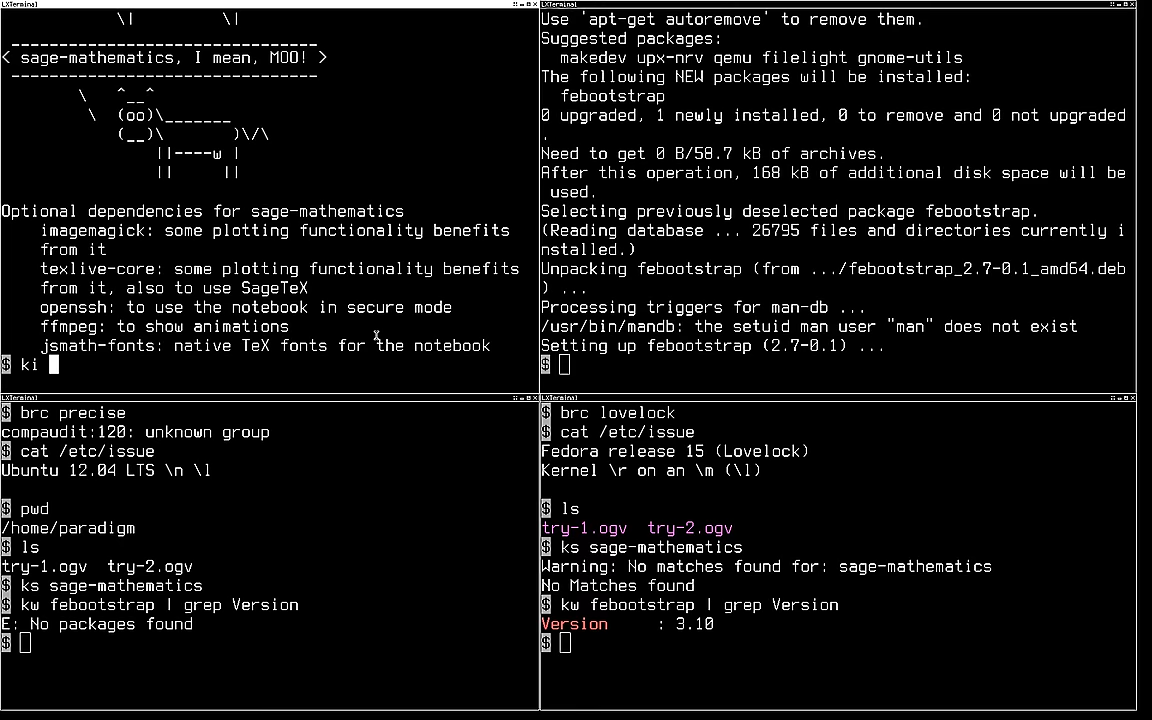 LXTerminal
< sage-mathematics, I mean, MOO! >
\   ^__^
\  (oo)\_______
(__)\       )\/\
||----w |
||     ||
Optional dependencies for sage-mathematics
imagemagick: some plotting functionality benefits
from it
texlive-core: some plotting functionality benefits
from it, also to use SageTeX
openssh: to use the notebook in secure mode
ffmpeg: to show animations
jsmath-fonts: native TeX fonts for the notebook
$ ki
LXTerminal
Use 'apt-get autoremove' to remove them.
Suggested packages:
makedev upx-nrv qemu filelight gnome-utils
The following NEW packages will be installed:
febootstrap
0 upgraded, 1 newly installed, 0 to remove and 0 not upgraded
.
Need to get 0 B/58.7 kB of archives.
After this operation, 168 kB of additional disk space will be
used.
Selecting previously deselected package febootstrap.
(Reading database ... 26795 files and directories currently i
nstalled.)
Unpacking febootstrap (from .../febootstrap_2.7-0.1_amd64.deb
) ...
Processing triggers for man-db ...
/usr/bin/mandb: the setuid man user "man" does not exist
Setting up febootstrap (2.7-0.1) ...
$
LXTerminal
$ brc precise
compaudit:120: unknown group
$ cat /etc/issue
Ubuntu 12.04 LTS \n \l
$ pwd
/home/paradigm
$ ls
try-1.ogv  try-2.ogv
$ ks sage-mathematics
$ kw febootstrap | grep Version
E: No packages found
$
LXTerminal
$ brc lovelock
$ cat /etc/issue
Fedora release 15 (Lovelock)
Kernel \r on an \m (\l)
$ ls
try-1.ogv  try-2.ogv
$ ks sage-mathematics
Warning: No matches found for: sage-mathematics
No Matches found
$ kw febootstrap | grep Version
Version     : 3.10
$